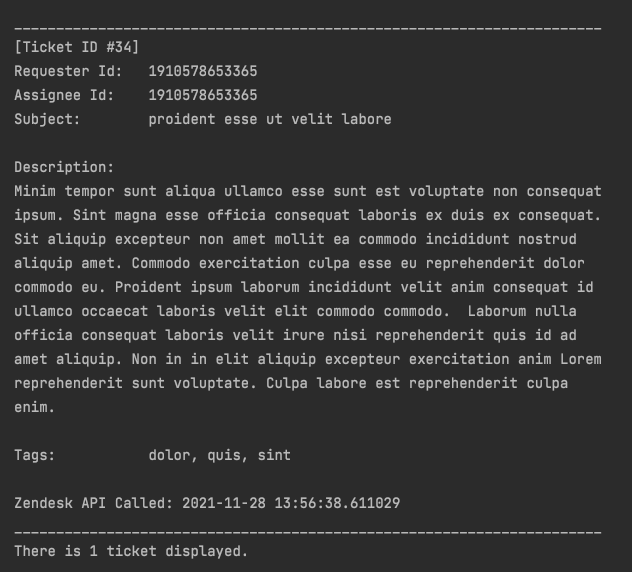 ______________________________________________________________________
[Ticket ID #34]
Requester Id:   1910578653365
Assignee Id:    1910578653365
Subject:        proident esse ut velit labore
Description:
Minim tempor sunt aliqua ullamco esse sunt est voluptate non consequat
ipsum. Sint magna esse officia consequat laboris ex duis ex consequat.
Sit aliquip excepteur non amet mollit ea commodo incididunt nostrud
aliquip amet. Commodo exercitation culpa esse eu reprehenderit dolor
commodo eu. Proident ipsum laborum incididunt velit anim consequat id
ullamco occaecat laboris velit elit commodo commodo.  Laborum nulla
officia consequat laboris velit irure nisi reprehenderit quis id ad
amet aliquip. Non in in elit aliquip excepteur exercitation anim Lorem
reprehenderit sunt voluptate. Culpa labore est reprehenderit culpa
enim.
Tags:           dolor, quis, sint
Zendesk API Called: 2021-11-28 13:56:38.611029
______________________________________________________________________
There is 1 ticket displayed.